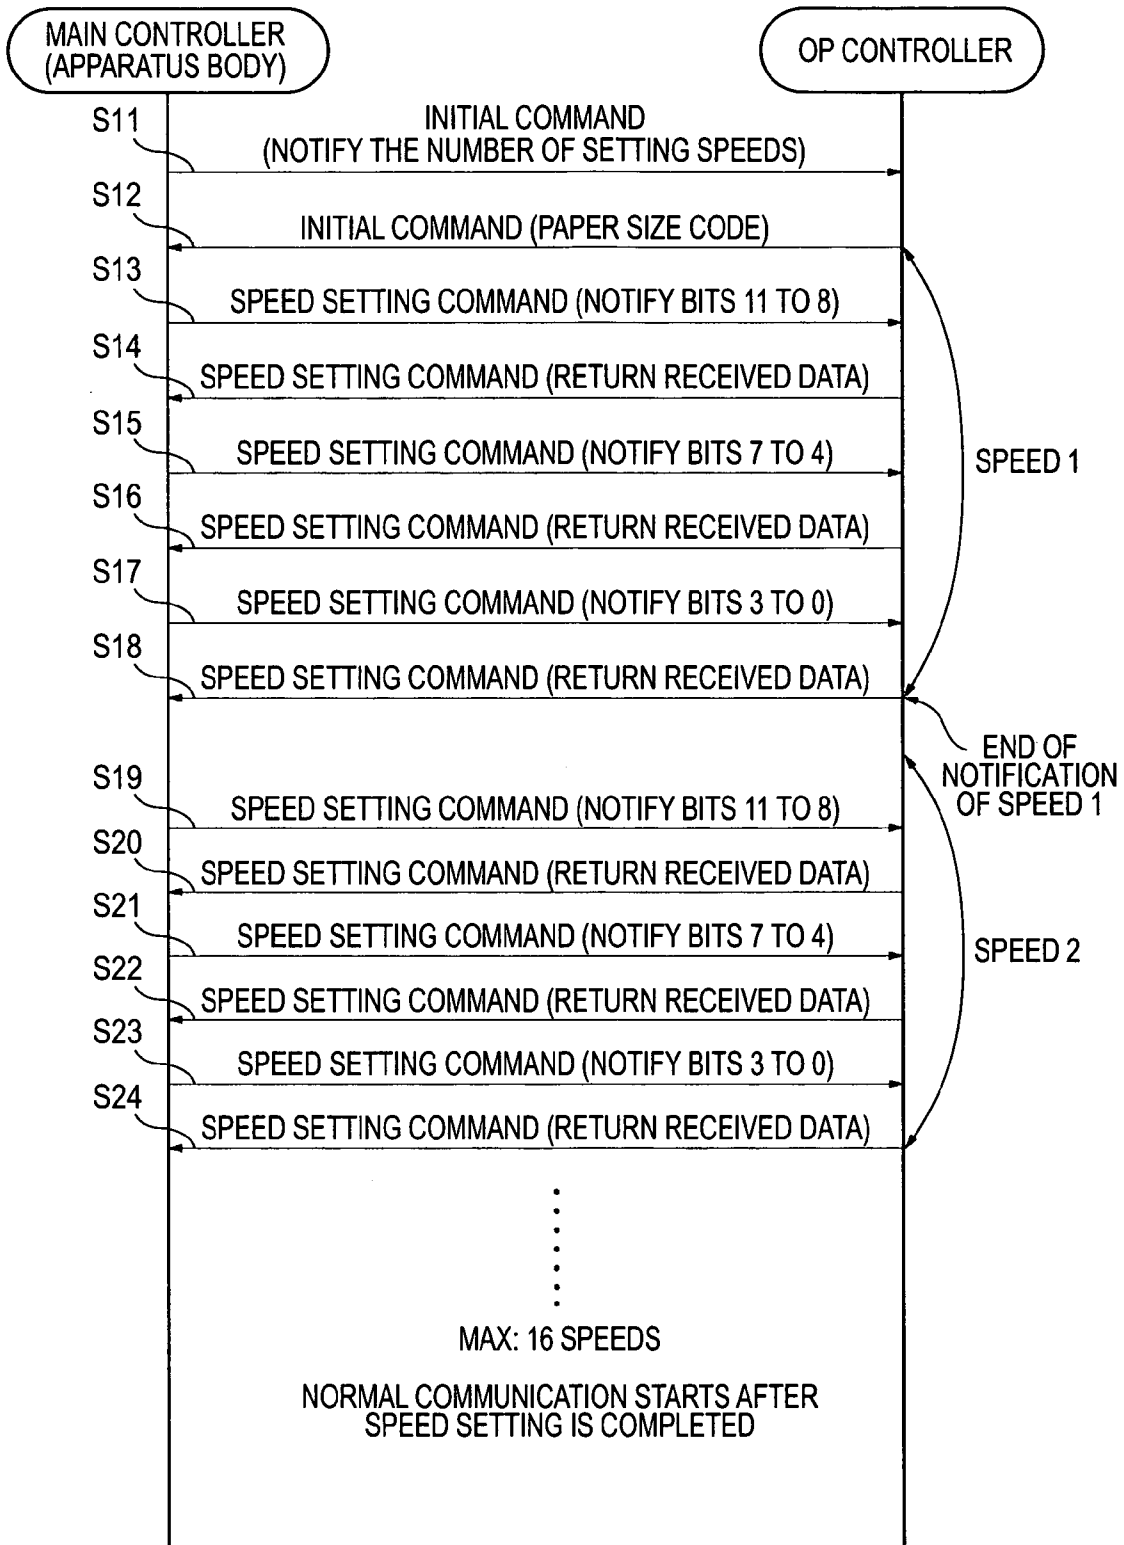 MAIN CONTROLLER
(APPARATUS BODY)
OP CONTROLLER
S11
INITIAL COMMAND
(NOTIFY THE NUMBER OF SETTING SPEEDS)
S12
INITIAL COMMAND (PAPER SIZE CODE)
S13
SPEED SETTING COMMAND (NOTIFY BITS 11 TO 8)
S14
SPEED SETTING COMMAND (RETURN RECEIVED DATA)
S15
SPEED SETTING COMMAND (NOTIFY BITS 7 TO 4)
SPEED 1
S16
SPEED SETTING COMMAND (RETURN RECEIVED DATA)
S17
SPEED SETTING COMMAND (NOTIFY BITS 3 TO 0)
S18
SPEED SETTING COMMAND (RETURN RECEIVED DATA)
END OF
NOTIFICATION
OF SPEED 1
S19
SPEED SETTING COMMAND (NOTIFY BITS 11 TO 8)
S20
SPEED SETTING COMMAND (RETURN RECEIVED DATA)
S21
SPEED SETTING COMMAND (NOTIFY BITS 7 TO 4)
SPEED 2
S22
SPEED SETTING COMMAND (RETURN RECEIVED DATA)
S23
SPEED SETTING COMMAND (NOTIFY BITS 3 TO 0)
S24
SPEED SETTING COMMAND (RETURN RECEIVED DATA)
MAX: 16 SPEEDS
NORMAL COMMUNICATION STARTS AFTER
SPEED SETTING IS COMPLETED